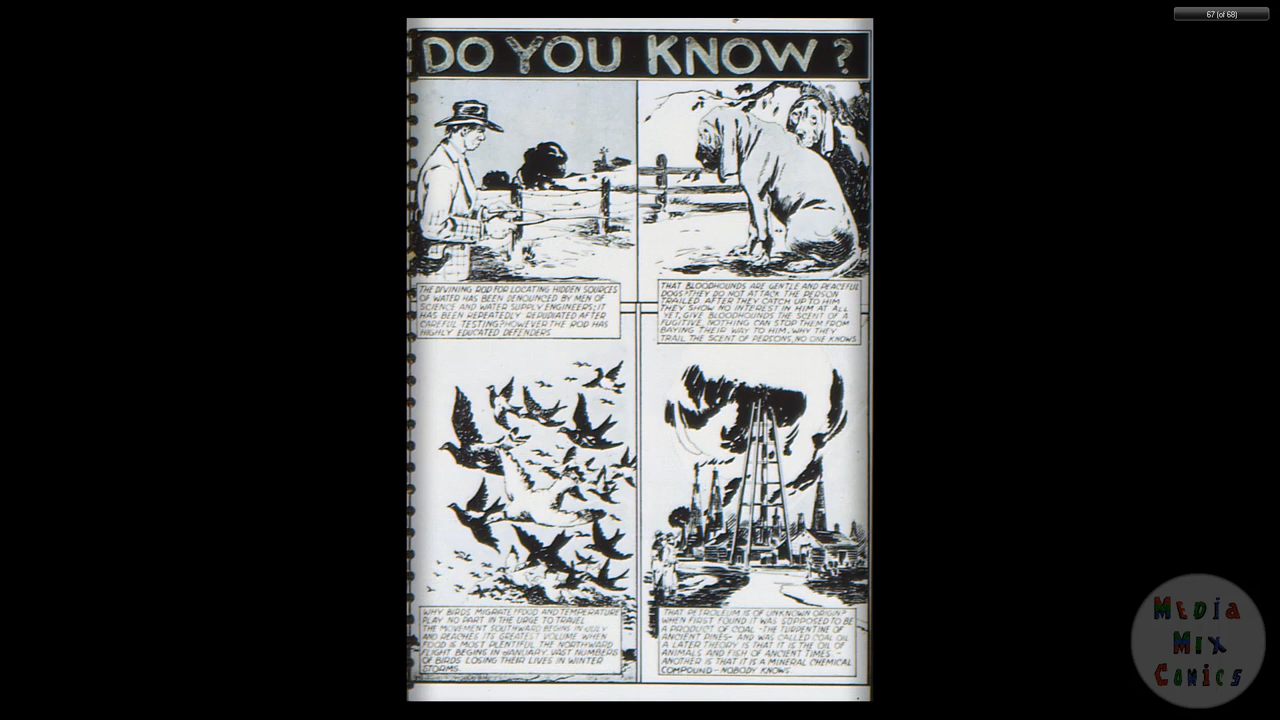 67 (of 68)
DO YOU KNOW?
THE DIVINING ROD FOR LOCATING HIDDEN SOURCES
OF WATER HAS BEEN DENOUNCED BY MEN OF
SCIENCE AND WATER SUPPLY ENGINEERS; IT
HAS BEEN REPEATEDLY REPUDIATED AFTER
CAREFUL TESTING? HOWEVER THE ROD HAS
HIGHLY EDUCATED DEFENDERS
THAT BLOODHOUNDS ARE GENTLE AND PEACEFUL
DOGS? THEY DO NOT ATTACK THE PERSON
TRAILED. AFTER THEY CATCH UP TO HIM
THEY SHOW NO INTEREST IN HIM AT ALL
YET, GIVE BLOODHOUNDS THE SCENT OF A
FUGITIVE, NOTHING CAN STOP THEM FROM
BAYING THEIR WAY TO HIM. WHY THEY
TRAIL THE SCENT OF PERSONS, NO ONE KNOWS
WHY BIRDS MIGRATE? FOOD AND TEMPERATURE
PLAY NO PART IN THE URGE TO TRAVEL
THE MOVEMENT SOUTHWARD BEGINS IN JULY
AND REACHES ITS GREATEST VOLUME WHEN
FOOD IS MOST PLENTIFUL THE NORTHWARD
FLIGHT BEGINS IN JANUARY. VAST NUMBERS
OF BIRDS LOSING THEIR LIVES IN WINTER
STORMS.
THAT PETROLEUM IS OF UNKNOWN ORIGIN?
WHEN FIRST FOUND IT WAS SUPPOSED TO BE
A PRODUCT OF COAL - THE TURPENTINE OF
ANCIENT PINES - AND WAS CALLED COAL OIL
A LATER THEORY IS THAT IT IS THE OIL OF
ANIMALS AND FISH OF ANCIENT TIMES -
ANOTHER IS THAT IT IS A MINERAL CHEMICAL
COMPOUND - NOBODY KNOWS
MEDiA
MiX
COMiCS